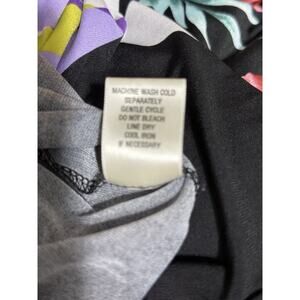 MACHINE WASH COLD
SEPARATELY
GENTLE CYCLE
DO NOT BLEACH
LINE DRY
COOL IRON
IF NECESSARY